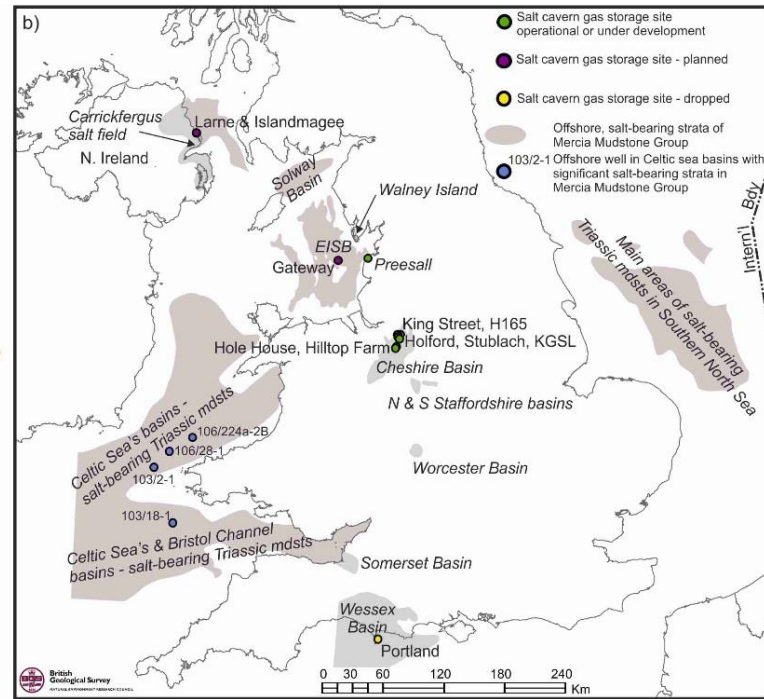 b)
Salt cavern gas storage site
operational or under development
Salt cavern gas storage site - planned
Salt cavern gas storage site - dropped
Offshore, salt-bearing strata of
Mercia Mudstone Group
103/2-1
Offshore well in Celtic sea basins with
significant salt-bearing strata in
Mercia Mudstone Group
Carrickfergus
salt field
Larne & Islandmagee
N. Ireland
Solway
Basin
Walney Island
EISB
Gateway
Preesall
King Street, H165
Holford, Stublach, KGSL
Hole House, Hilltop Farm
Cheshire Basin
N & S Staffordshire basins
Worcester Basin
Main areas of salt-bearing
Triassic mdsts in Southern North Sea
Intern'l Bdy
Celtic Sea's basins -
salt-bearing Triassic mdsts
106/224a-2B
106/28-1
103/2-1
103/18-1
Celtic Sea's & Bristol Channel
basins - salt-bearing Triassic mdsts
Somerset Basin
Wessex
Basin
Portland
0 30 60 120 180 240
Km
BGS
British
Geological Survey
NATURAL ENVIRONMENT RESEARCH COUNCIL